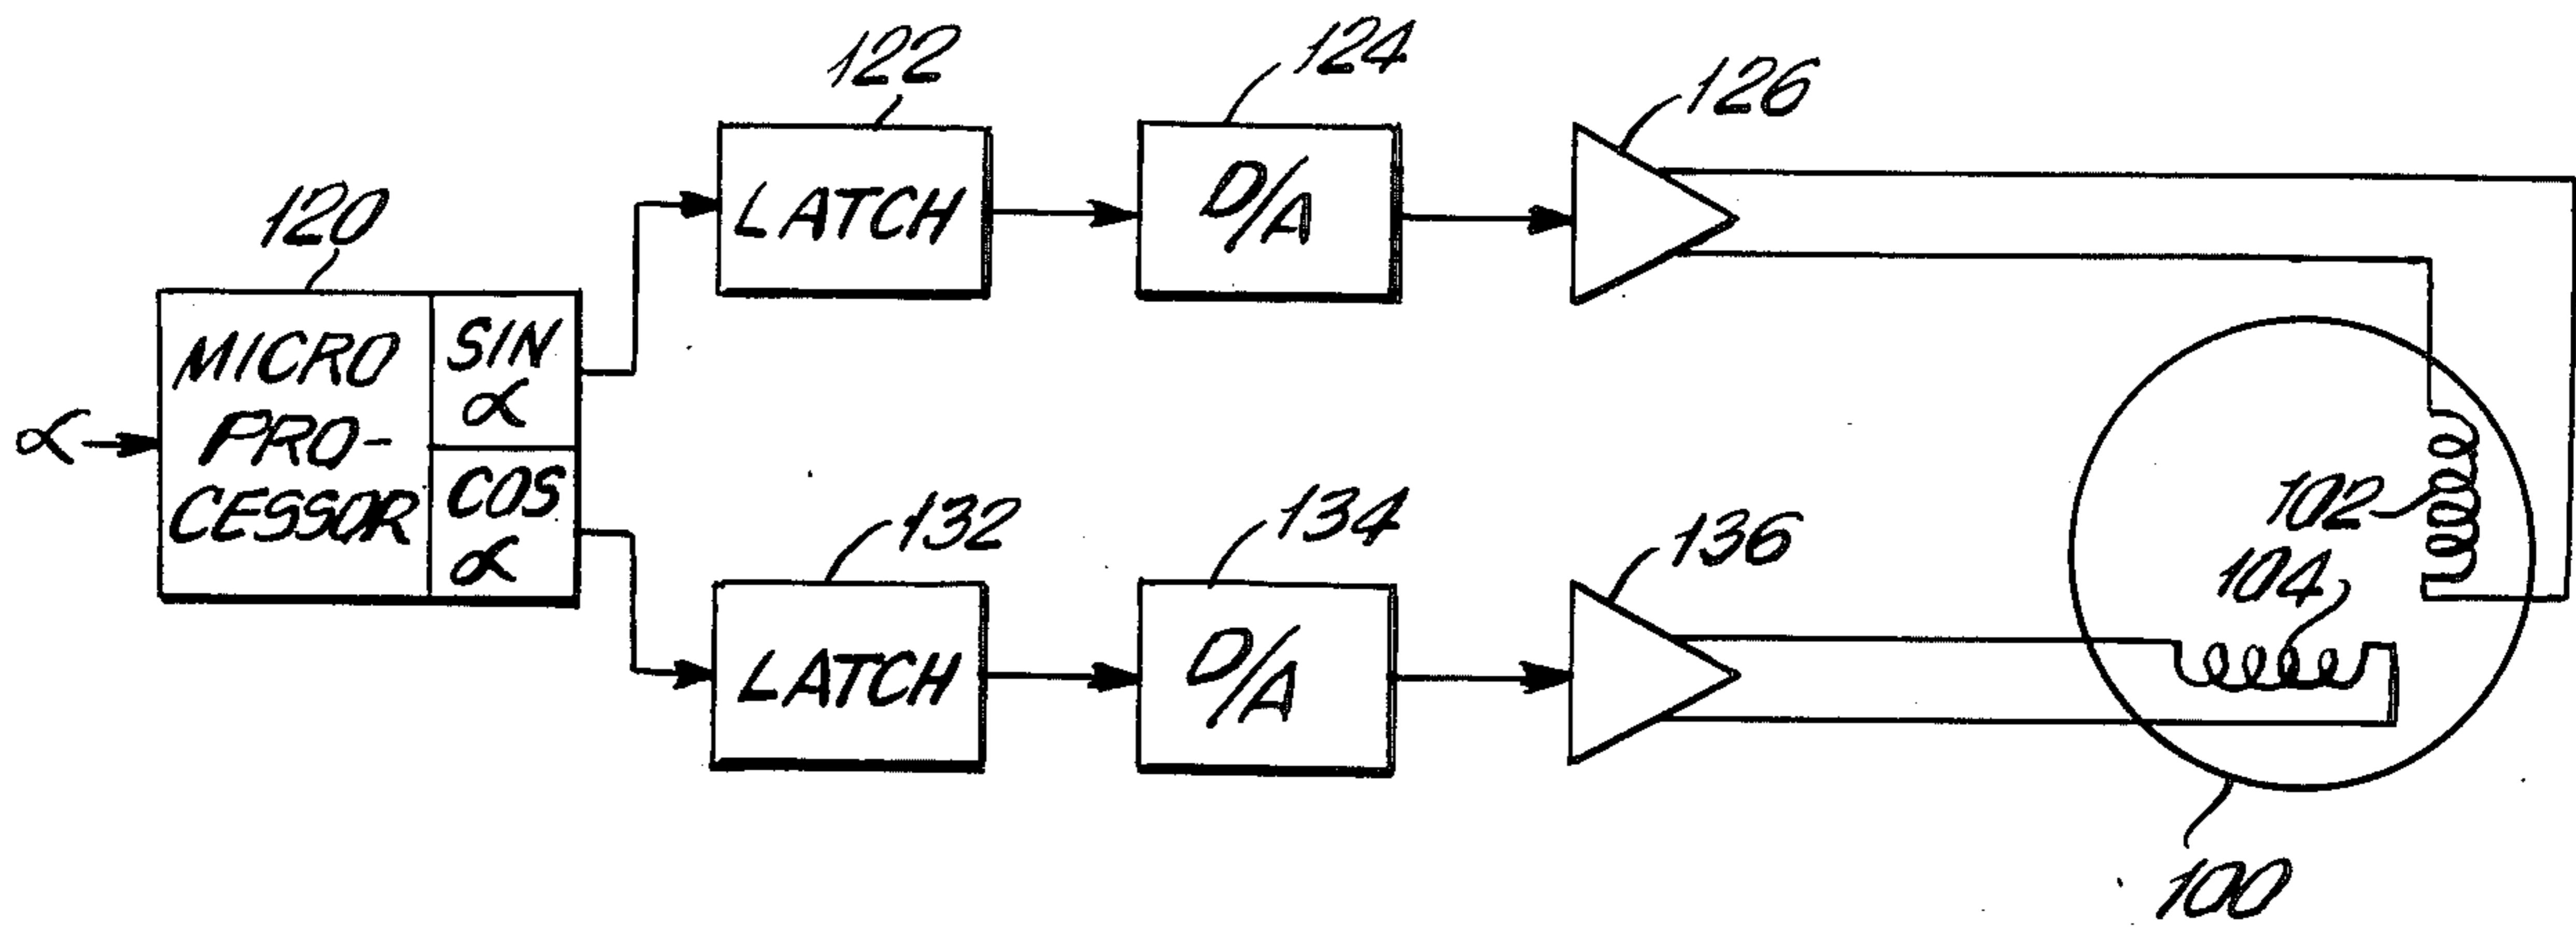 122
124
126
120
LATCH
D/A
MICRO
PRO-
CESSOR
SIN
α
COS
α
α
102
104
132
134
136
LATCH
D/A
100